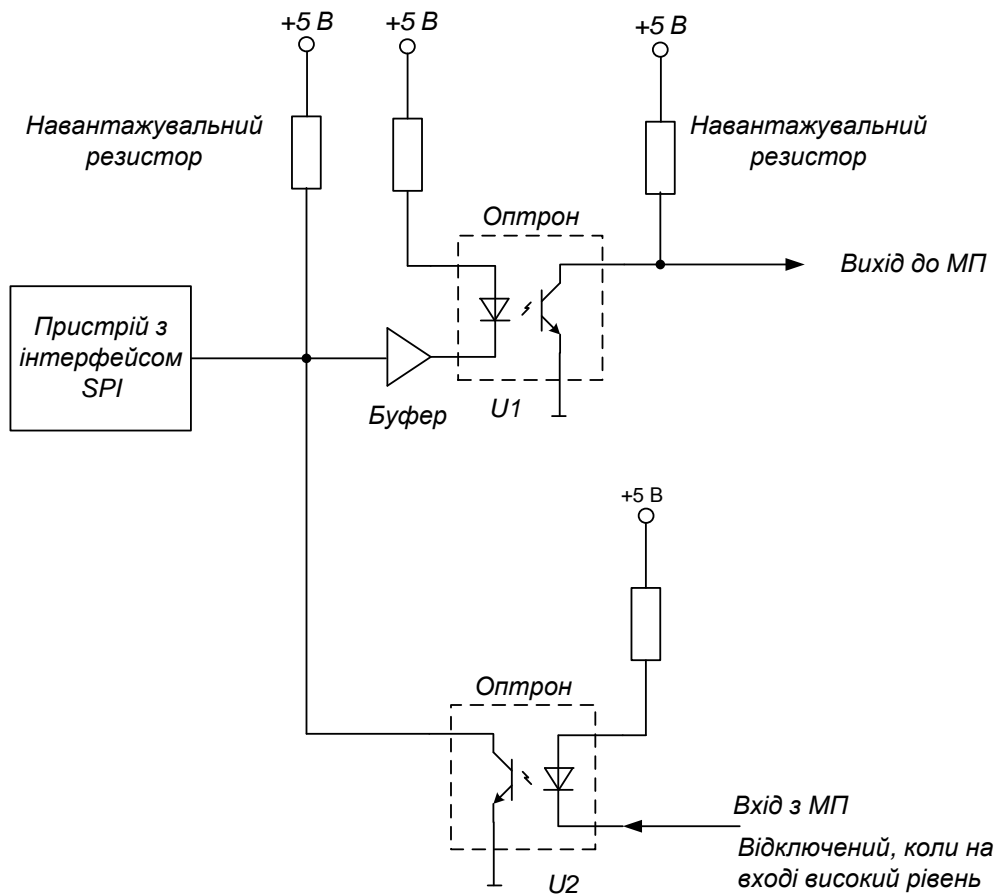 +5 В
+5 В
+5 В
Навантажувальний
резистор
Навантажувальний
резистор
Оптрон
Вихід до МП
Пристрій з
інтерфейсом
SPI
Буфер
U1
+5 В
Оптрон
Вхід з МП
Відключений, коли на
вході високий рівень
U2